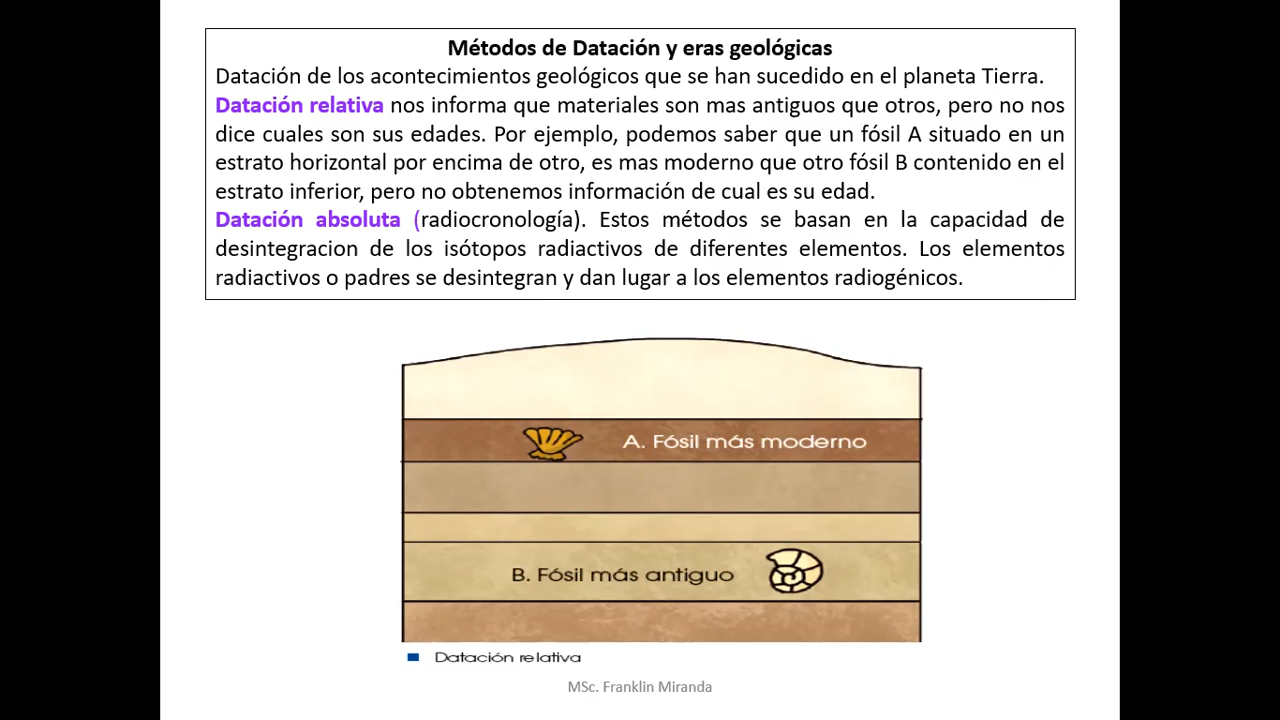 Métodos de Datación y eras geológicas
Datación de los acontecimientos geológicos que se han sucedido en el planeta Tierra.
Datación relativa nos informa que materiales son mas antiguos que otros, pero no nos
dice cuales son sus edades. Por ejemplo, podemos saber que un fósil A situado en un
estrato horizontal por encima de otro, es mas moderno que otro fósil B contenido en el
estrato inferior, pero no obtenemos información de cual es su edad.
Datación absoluta (radiocronología). Estos métodos se basan en la capacidad de
desintegracion de los isótopos radiactivos de diferentes elementos. Los elementos
radiactivos o padres se desintegran y dan lugar a los elementos radiogénicos.
A. Fósil más moderno
B. Fósil más antiguo
Datación relativa
MSc. Franklin Miranda